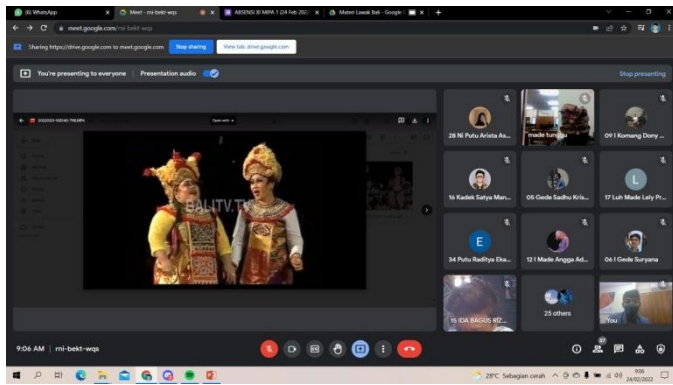 (6) WhatsApp
Meet - rni-bekt-wqs
ABSENSI XI MIPA 1 (24 Feb 202
Materi Lawak Bali - Google
meet.google.com/rni-bekt-wqs
Sharing https://drive.google.com to meet.google.com
Stop sharing
View tab: drive.google.com
You're presenting to everyone
Presentation audio
Stop presenting
Open with
BALITV.TV
28 Ni Putu Arista As...
made tunggu
09 I Komang Dony ...
16 Kadek Satya Man...
05 Gede Sadhu Kris...
L
17 Luh Made Lely Pr...
E
34 Putu Raditya Eka...
12 I Made Angga Ad...
06 I Gede Suryana
15 IDA BAGUS RIZ...
23 others
You
9:06 AM | rni-bekt-wqs
37
28°C Sebagian cerah
9:06
24/02/2022